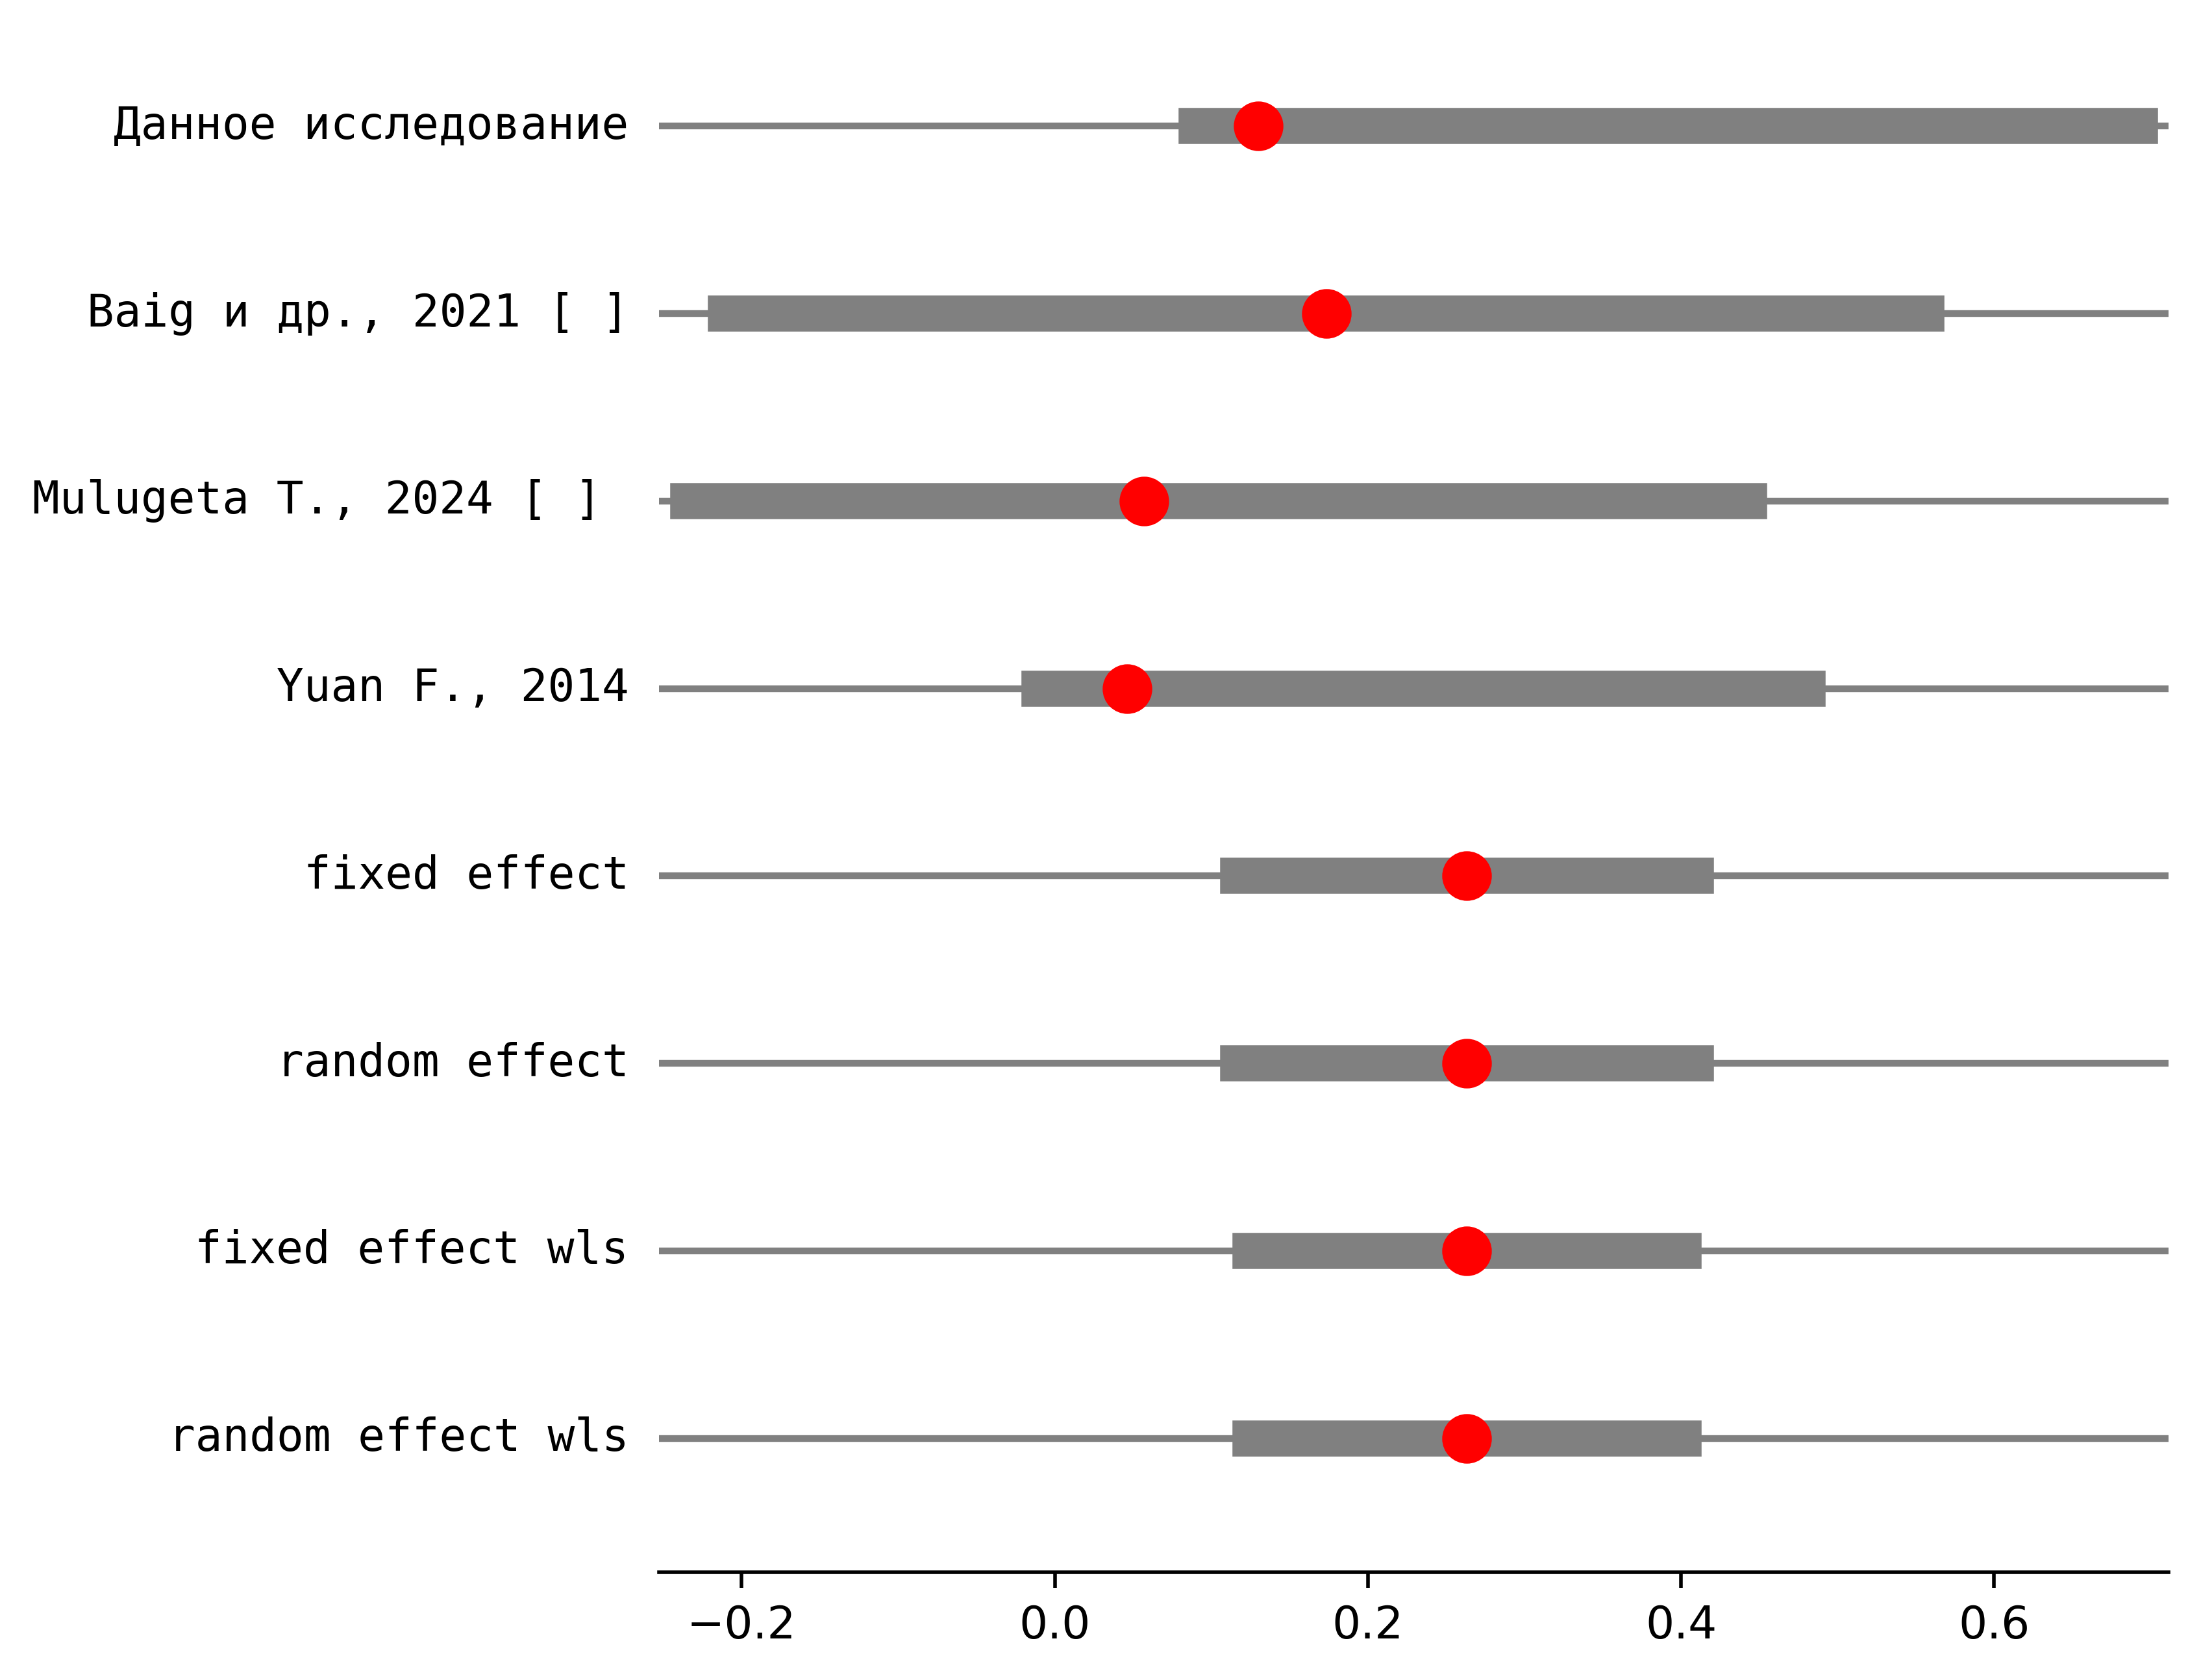 Данное исследование
Baig и др., 2021 [ ]
Mulugeta T., 2024 [ ]
Yuan F., 2014
fixed effect
random effect
fixed effect wls
random effect wls
−0.2 0.0 0.2 0.4 0.6